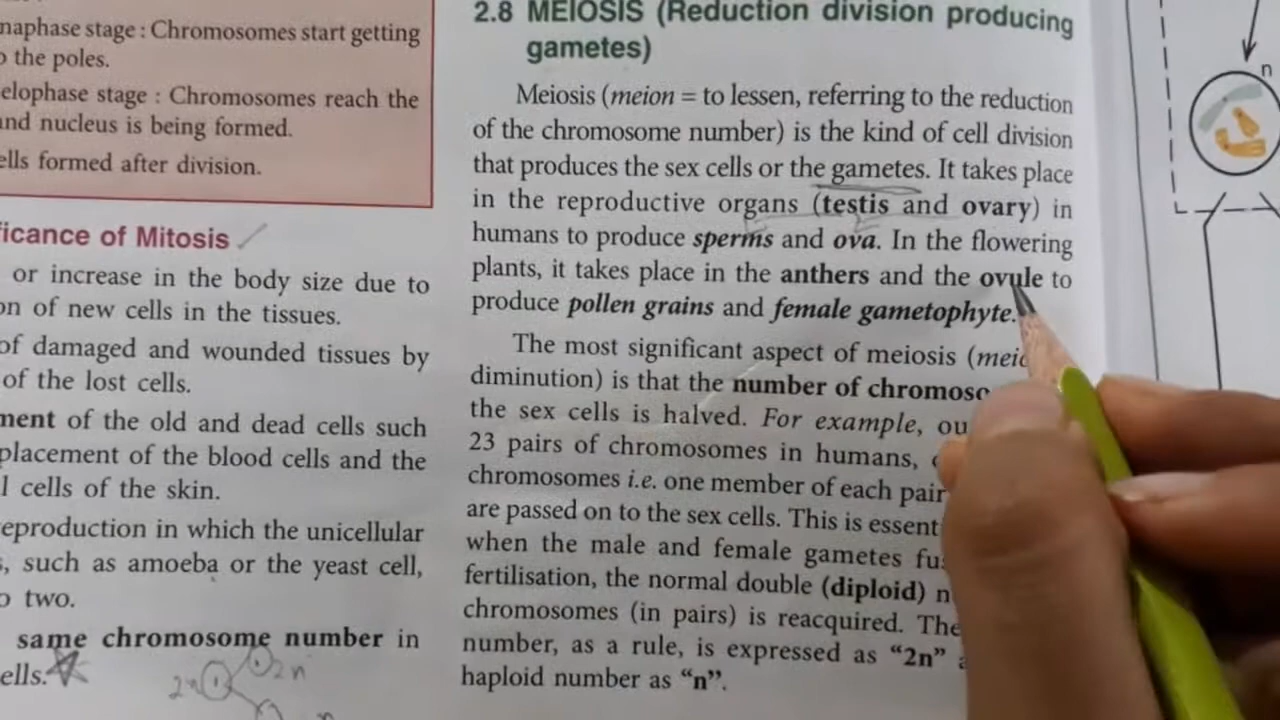 naphase stage : Chromosomes start getting
the poles.
elophase stage : Chromosomes reach the
nd nucleus is being formed.
ells formed after division.
ficance of Mitosis
or increase in the body size due to
on of new cells in the tissues.
of damaged and wounded tissues by
of the lost cells.
ment of the old and dead cells such
placement of the blood cells and the
l cells of the skin.
eproduction in which the unicellular
, such as amoeba or the yeast cell,
two.
same chromosome number in
ells.
2n 2n
2.8 MEIOSIS (Reduction division producing
gametes)
Meiosis (meion = to lessen, referring to the reduction
of the chromosome number) is the kind of cell division
that produces the sex cells or the gametes. It takes place
in the reproductive organs (testis and ovary) in
humans to produce sperms and ova. In the flowering
plants, it takes place in the anthers and the ovule to
produce pollen grains and female gametophyte.
The most significant aspect of meiosis (meio
diminution) is that the number of chromoso
the sex cells is halved. For example, ou
23 pairs of chromosomes in humans,
chromosomes i.e. one member of each pair
are passed on to the sex cells. This is essent
when the male and female gametes fu
fertilisation, the normal double (diploid) n
chromosomes (in pairs) is reacquired. The
number, as a rule, is expressed as “2n” a
haploid number as “n”.
n